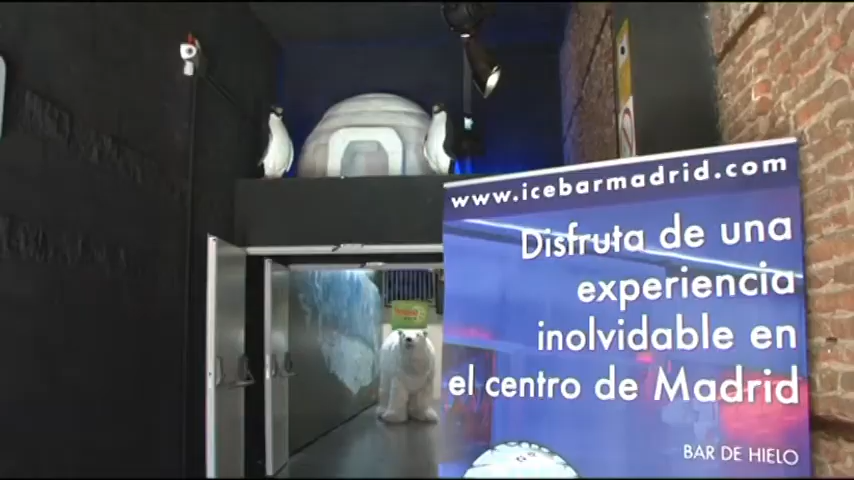 www.icebarmadrid.com
Disfruta de una
experiencia
inolvidable en
el centro de Madrid
BAR DE HIELO